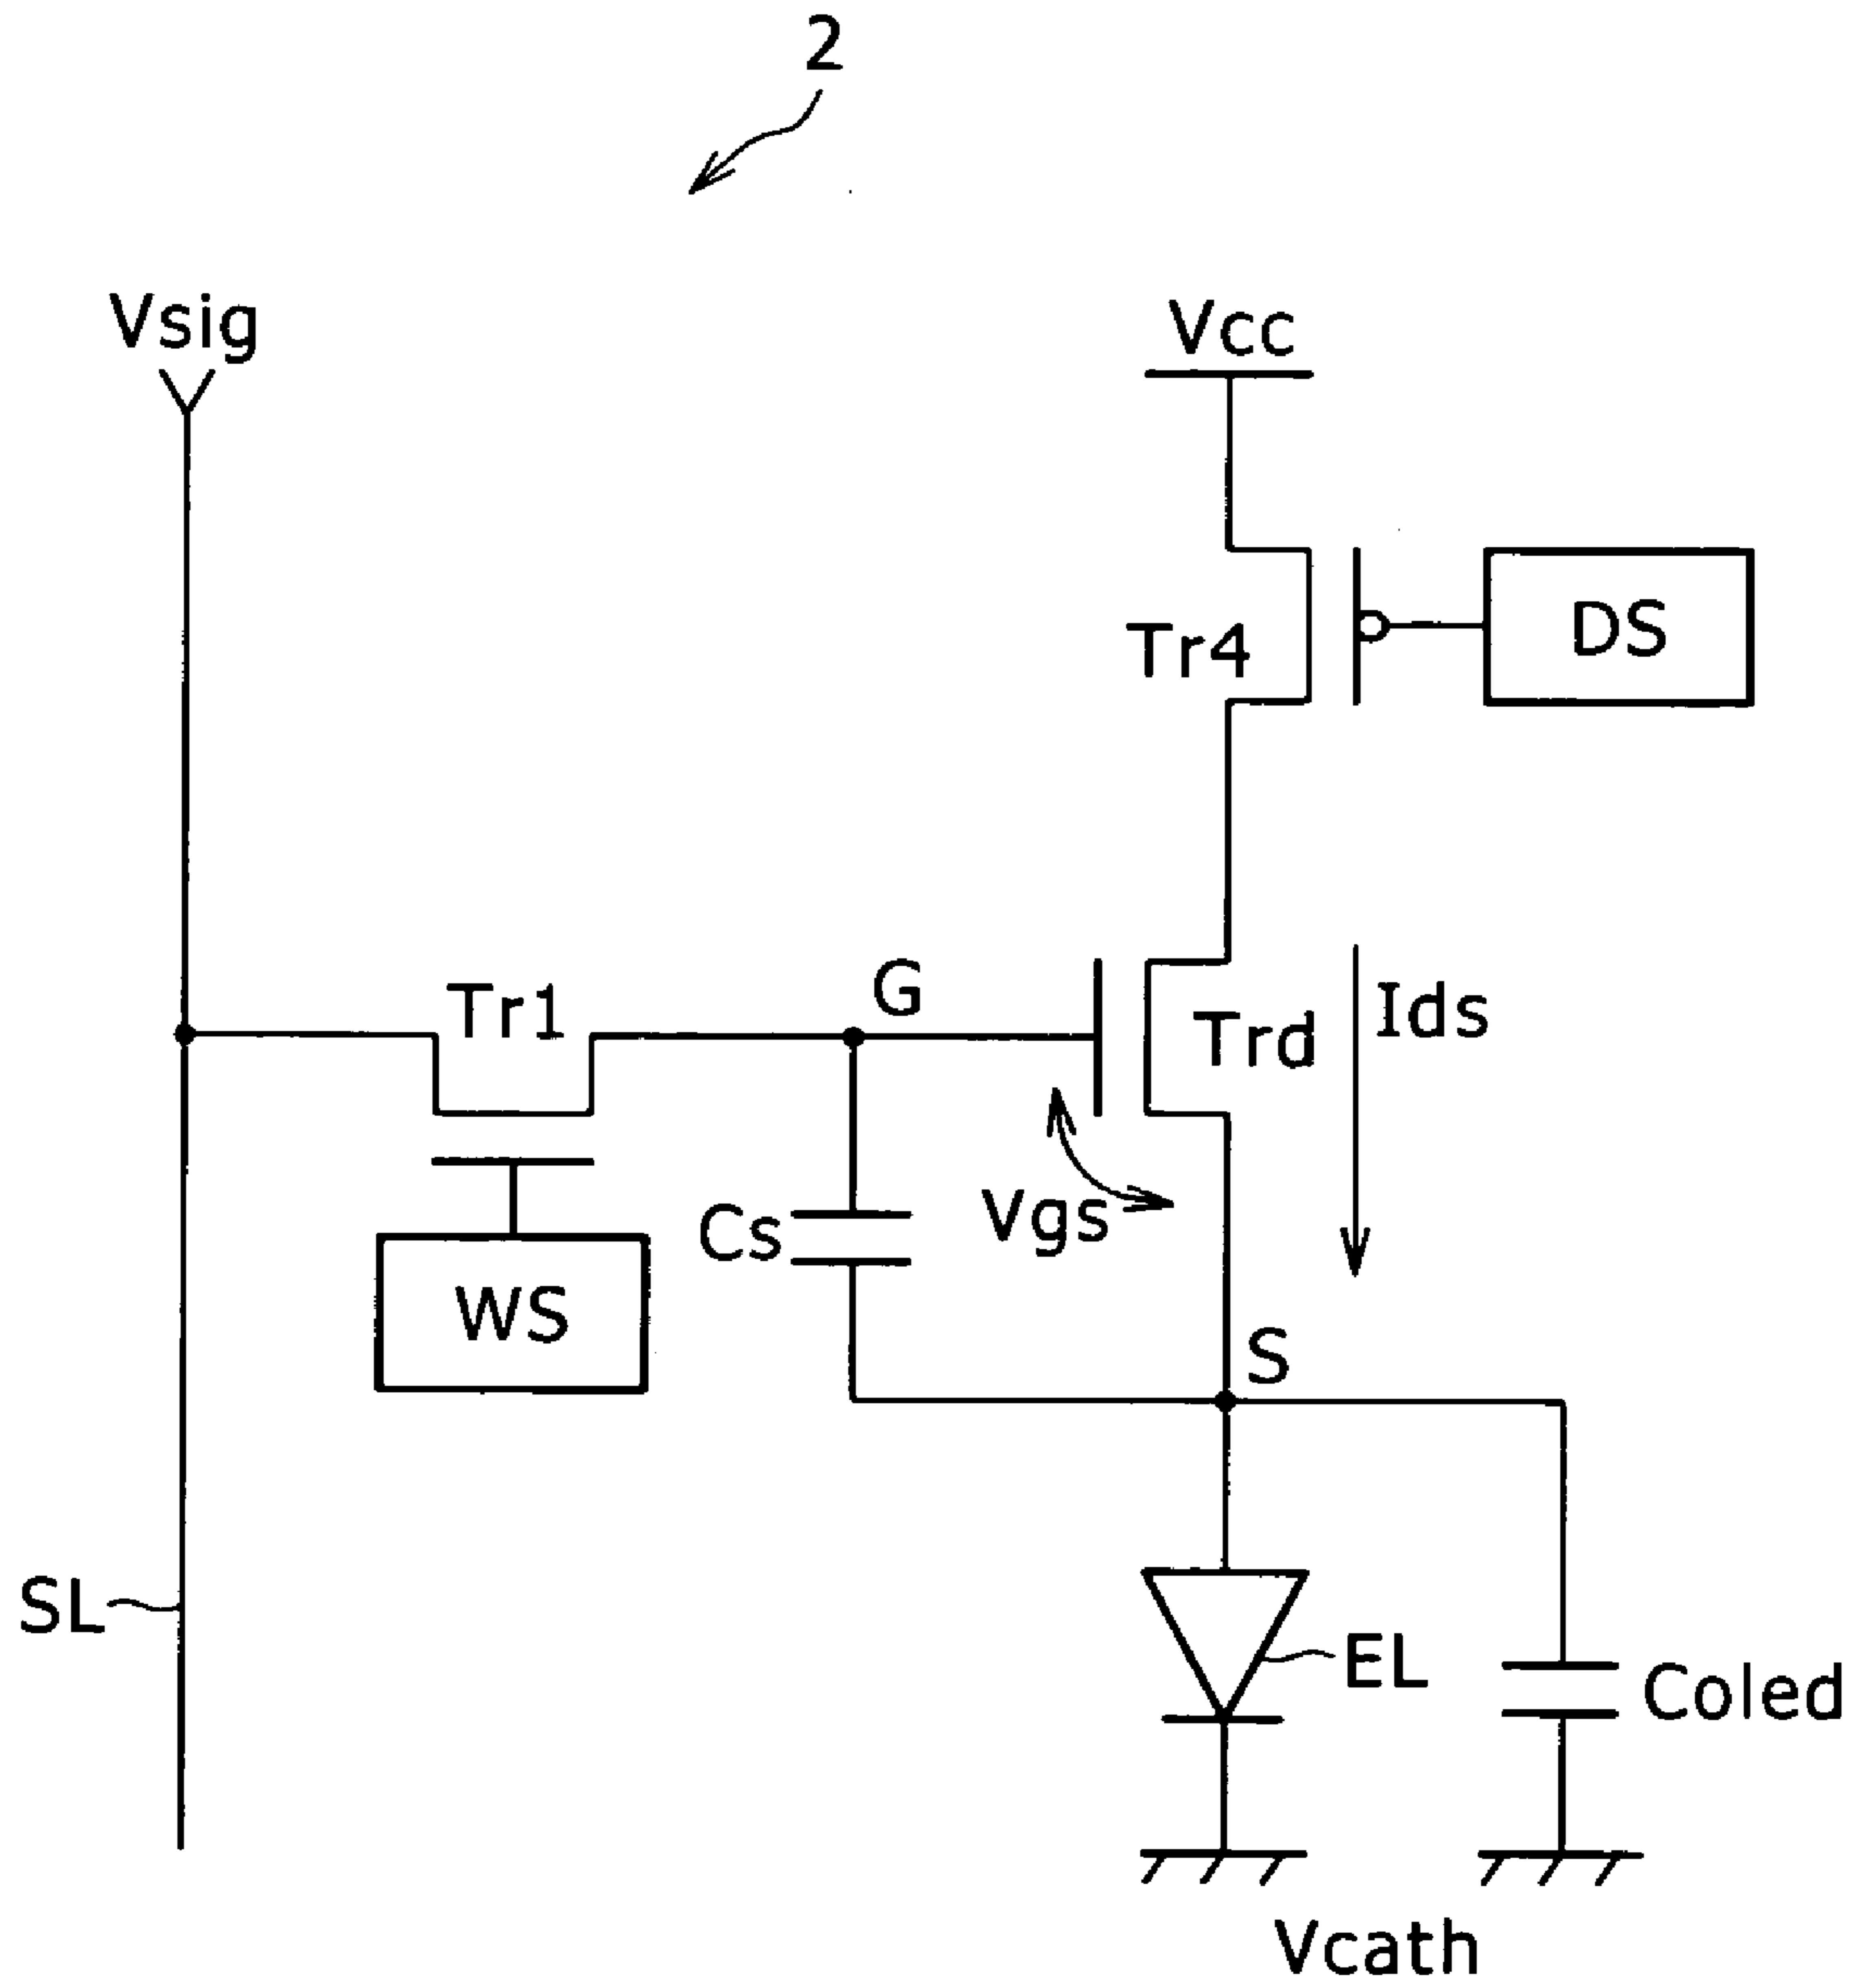 2
Vsig
Vcc
Tr4
DS
Tr1
G
Trd
Ids
Cs
Vgs
WS
S
SL
EL
Coled
Vcath